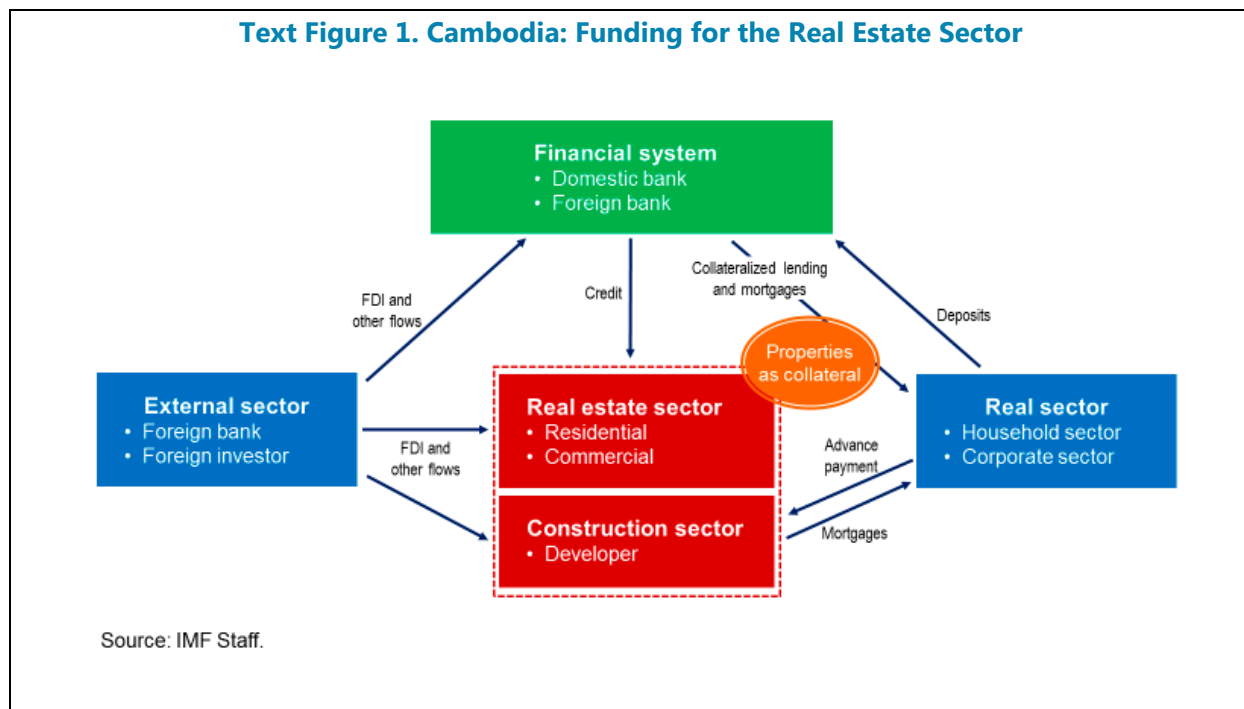 Text Figure 1. Cambodia: Funding for the Real Estate Sector
Financial system
• Domestic bank
• Foreign bank
FDI and
other flows
Credit
Collateralized lending
and mortgages
Deposits
Properties
as collateral
External sector
• Foreign bank
• Foreign investor
FDI and
other flows
Real estate sector
• Residential
• Commercial
Construction sector
• Developer
Advance
payment
Mortgages
Real sector
• Household sector
• Corporate sector
Source: IMF Staff.